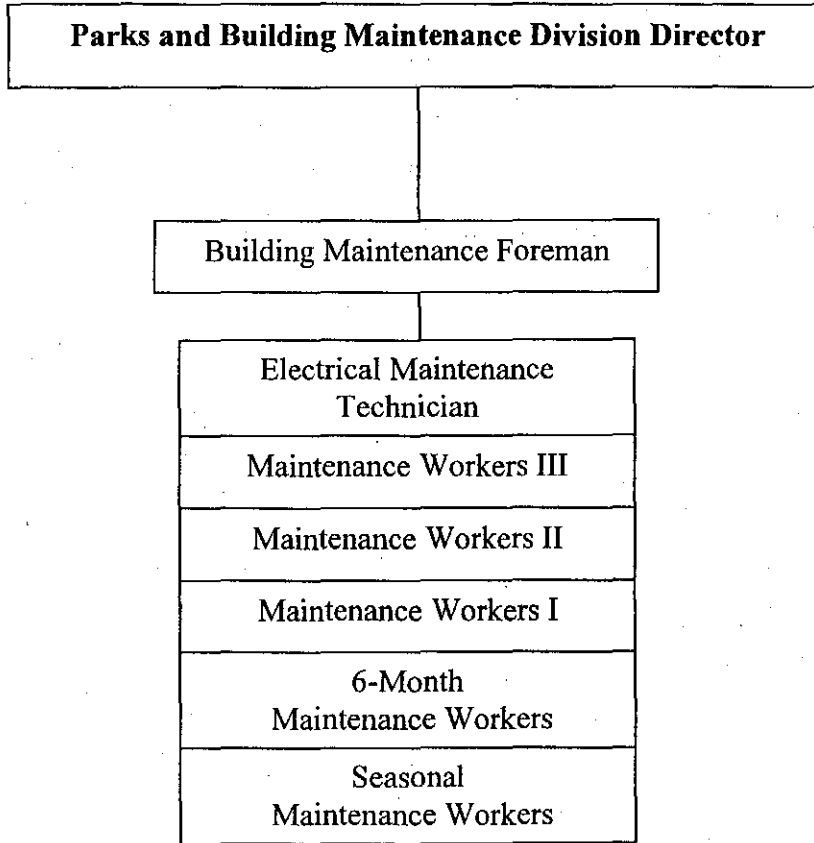 Parks and Building Maintenance Division Director
Building Maintenance Foreman
Electrical Maintenance
Technician
Maintenance Workers III
Maintenance Workers II
Maintenance Workers I
6-Month
Maintenance Workers
Seasonal
Maintenance Workers